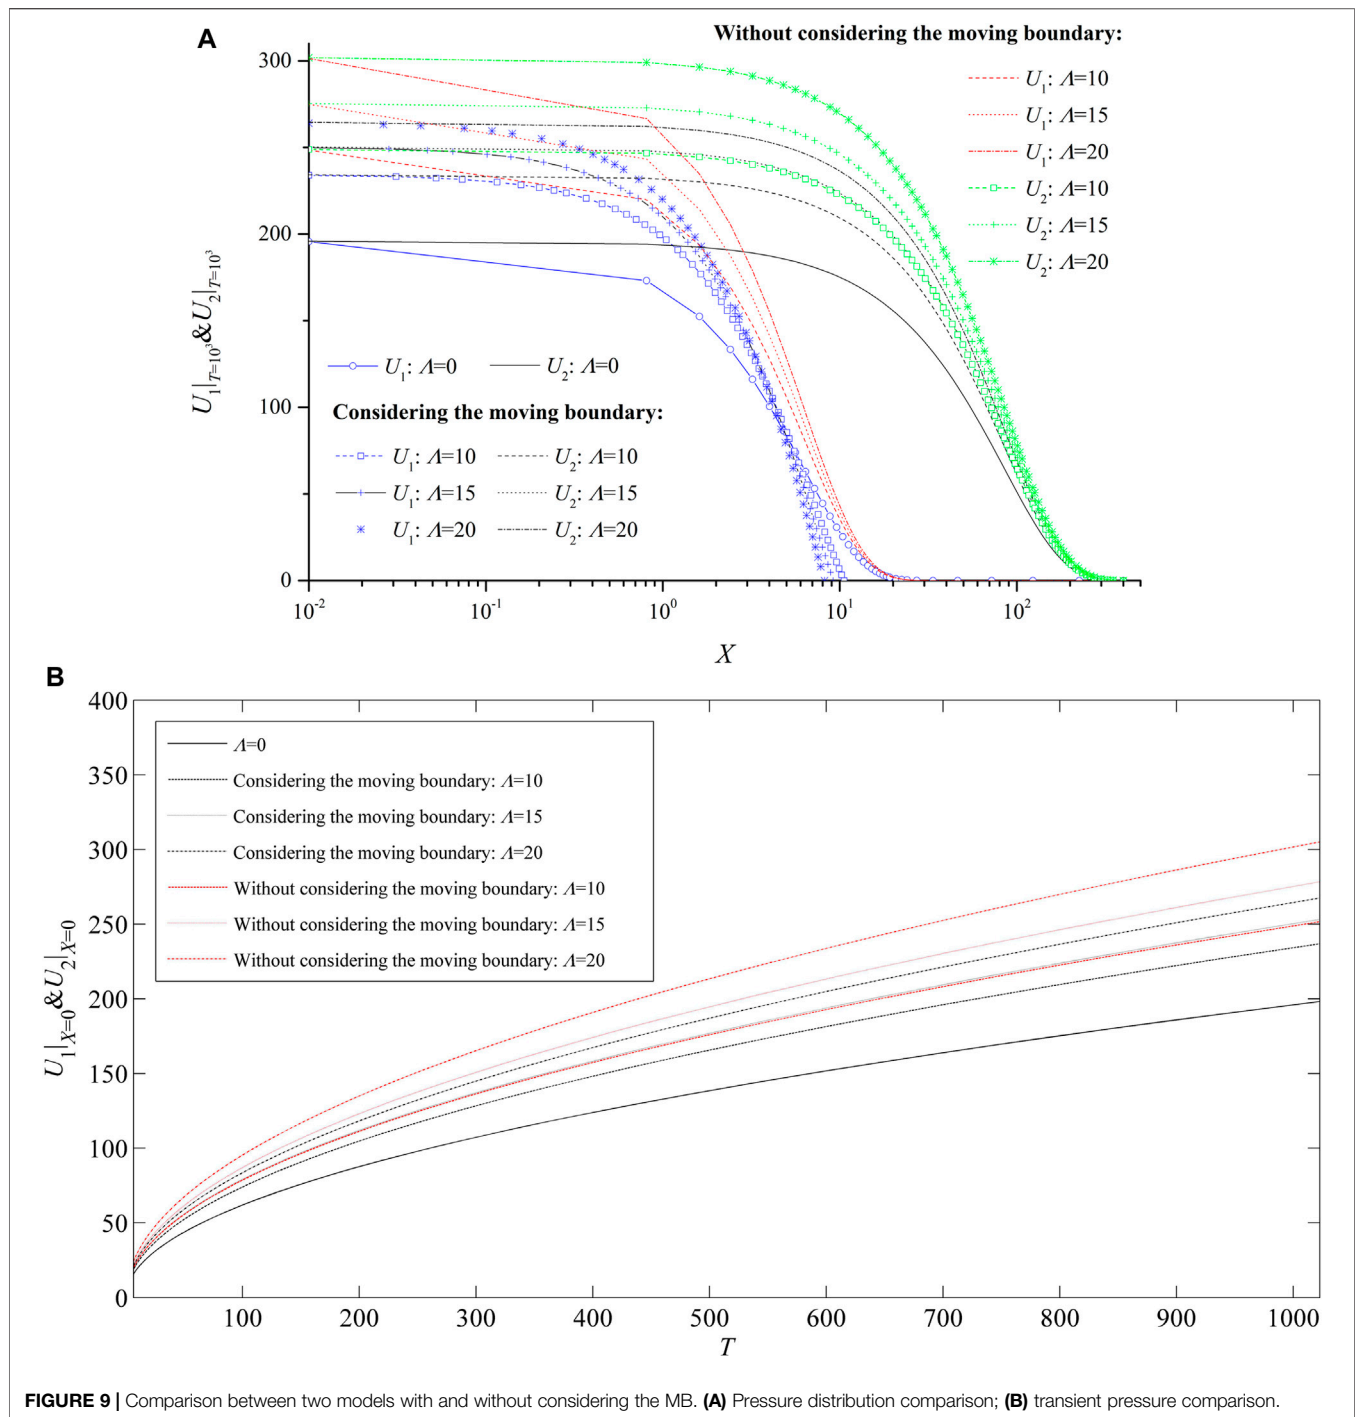 A
Without considering the moving boundary:
U₁: Λ=10
U₁: Λ=15
U₁: Λ=20
U₂: Λ=10
U₂: Λ=15
U₂: Λ=20
300
200
100
0
U₁|T=10³&U₂|T=10³
U₁: Λ=0 U₂: Λ=0
Considering the moving boundary:
U₁: Λ=10 U₂: Λ=10
U₁: Λ=15 U₂: Λ=15
U₁: Λ=20 U₂: Λ=20
10⁻² 10⁻¹ 10⁰ 10¹ 10²
X
B
400
350
300
250
200
150
100
50
0
U₁|X=0&U₂|X=0
Λ=0
Considering the moving boundary: Λ=10
Considering the moving boundary: Λ=15
Considering the moving boundary: Λ=20
Without considering the moving boundary: Λ=10
Without considering the moving boundary: Λ=15
Without considering the moving boundary: Λ=20
100 200 300 400 500 600 700 800 900 1000
T
FIGURE 9 | Comparison between two models with and without considering the MB. (A) Pressure distribution comparison; (B) transient pressure comparison.